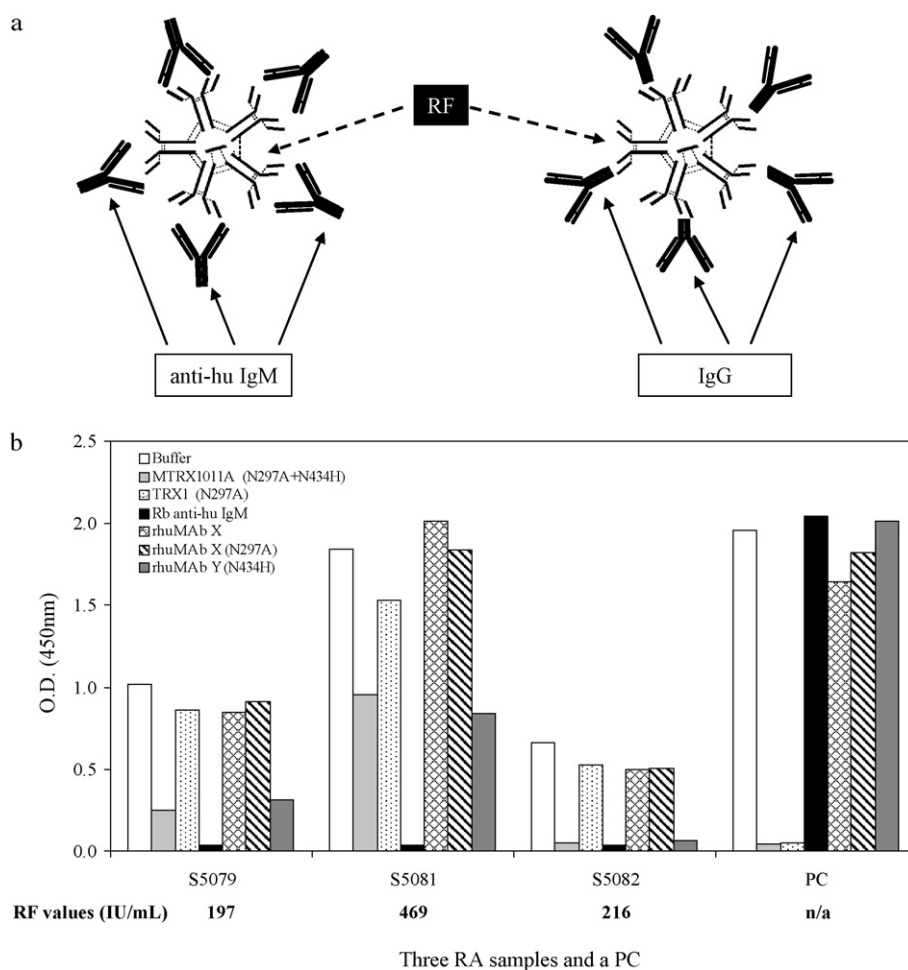 a
RF
anti-hu IgM
IgG
b
2.5
2.0
1.5
1.0
0.5
0.0
O.D. (450nm)
Buffer
MTRX1011A (N297A+N434H)
TRX1 (N297A)
Rb anti-hu IgM
rhuMAb X
rhuMAb X (N297A)
rhuMAb Y (N434H)
S5079 S5081 S5082 PC
RF values (IU/mL) 197 469 216 n/a
Three RA samples and a PC